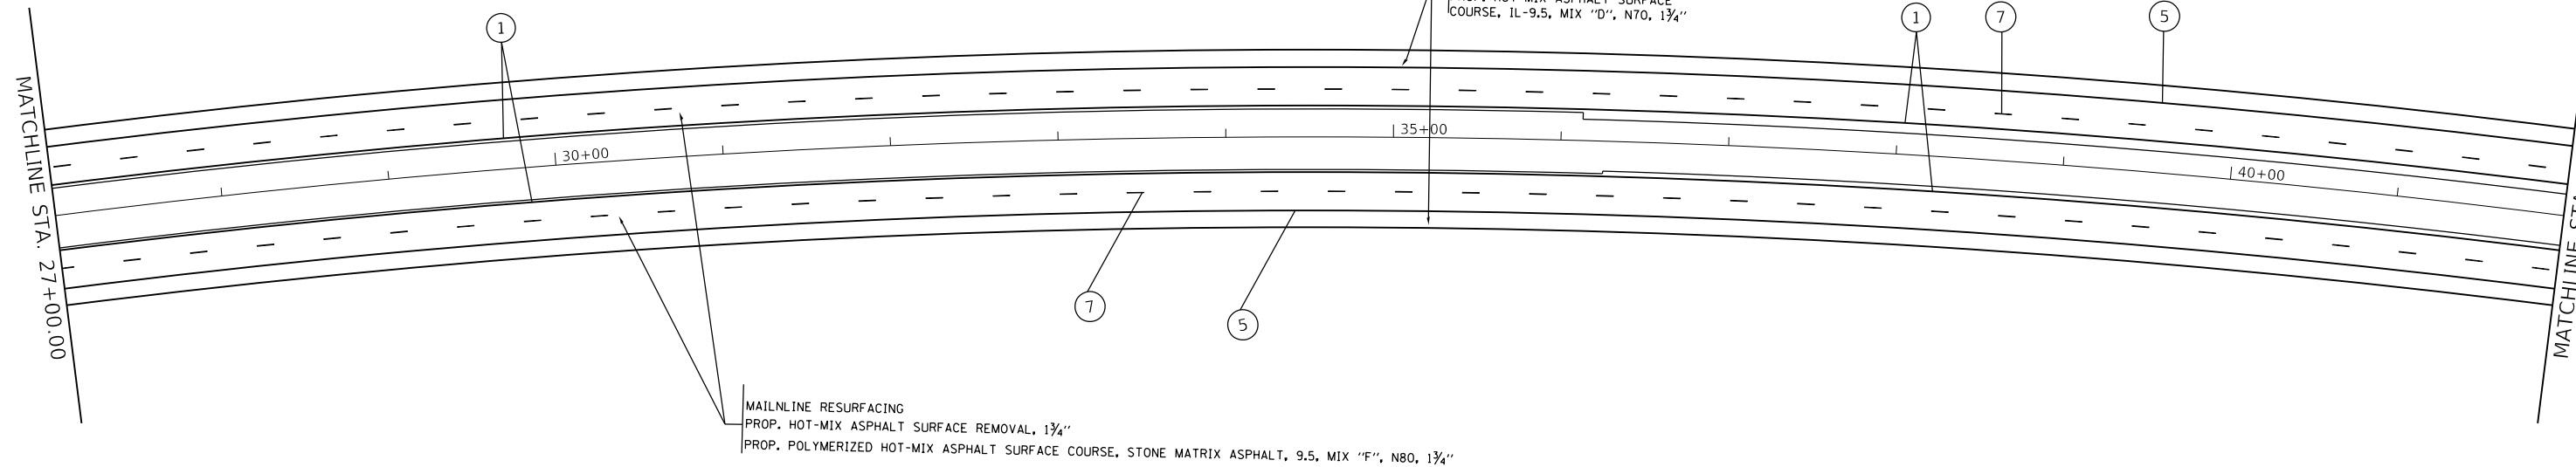 COURSE, IL-9.5, MIX "D", N70, 1¾"
1
1
7
5
MATCHLINE STA. 27+00.00
30+00
35+00
40+00
MATCHLINE STA
7
5
MAILNLINE RESURFACING
PROP. HOT-MIX ASPHALT SURFACE REMOVAL, 1¾"
PROP. POLYMERIZED HOT-MIX ASPHALT SURFACE COURSE, STONE MATRIX ASPHALT, 9.5, MIX "F", N80, 1¾"